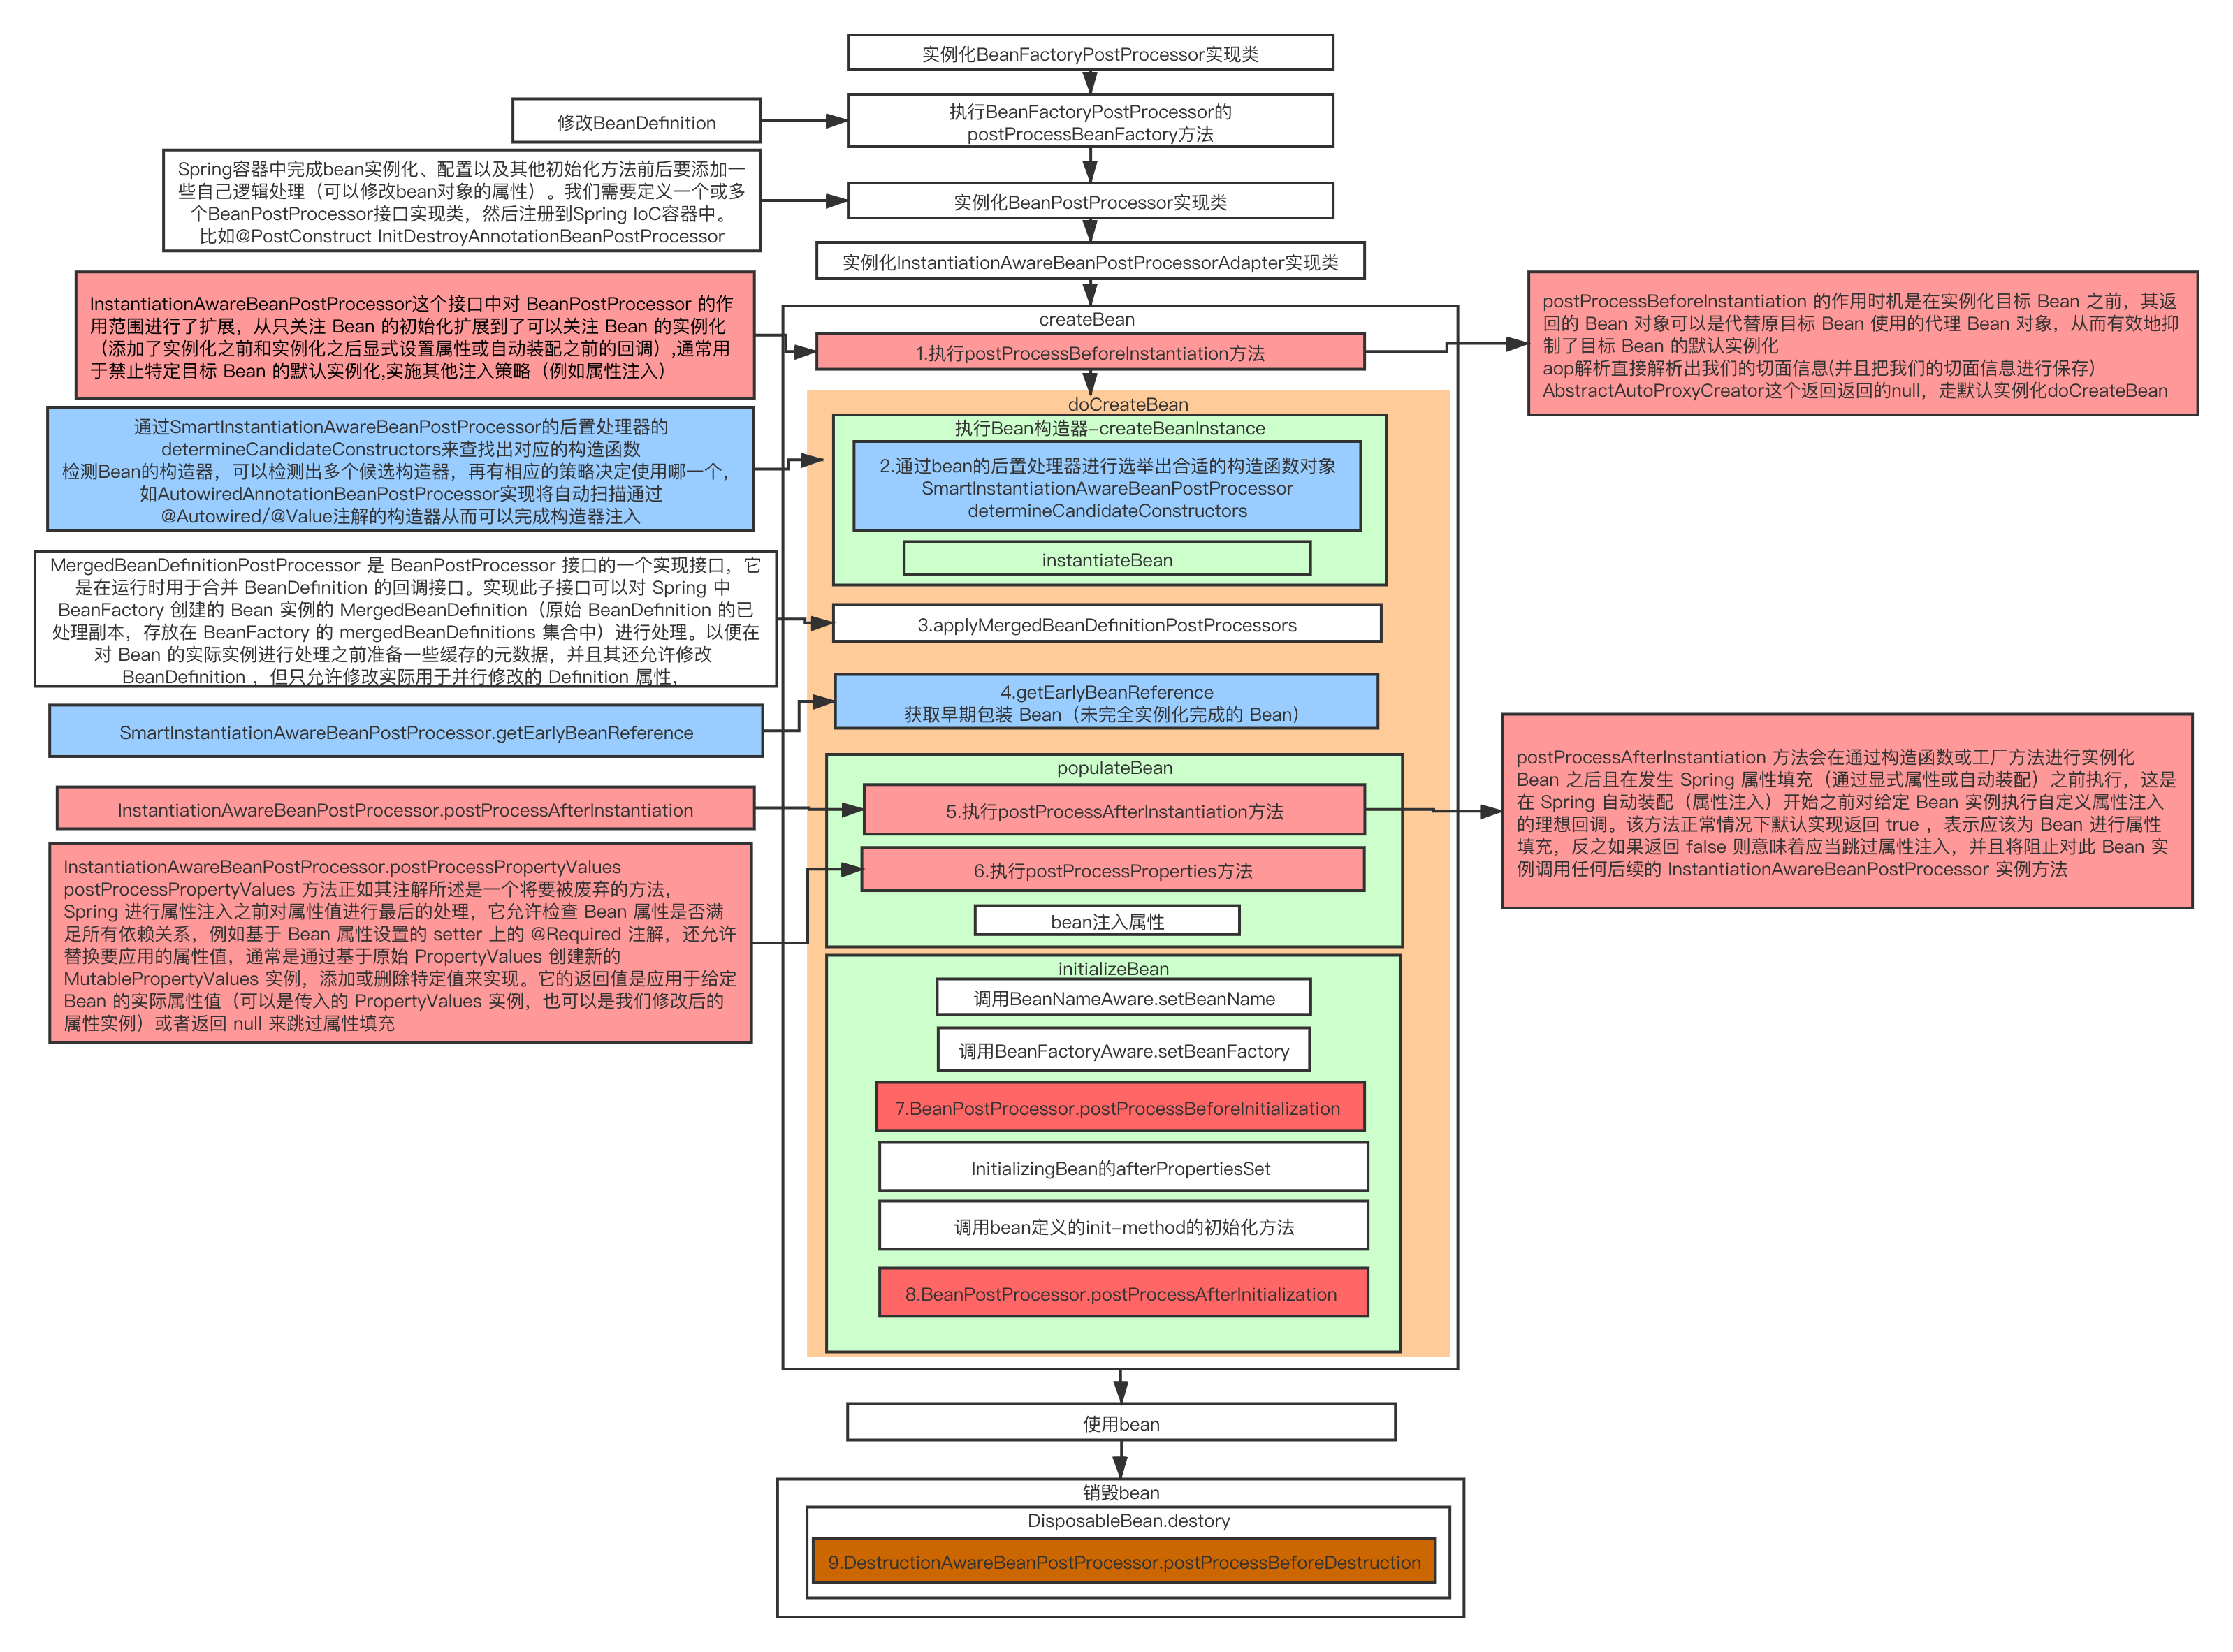 实例化BeanFactoryPostProcessor实现类
修改BeanDefinition
执行BeanFactoryPostProcessor的
postProcessBeanFactory方法
Spring容器中完成bean实例化、配置以及其他初始化方法前后要添加一
些自己逻辑处理（可以修改bean对象的属性）。我们需要定义一个或多
个BeanPostProcessor接口实现类，然后注册到Spring IoC容器中。
比如@PostConstruct InitDestroyAnnotationBeanPostProcessor
实例化BeanPostProcessor实现类
实例化InstantiationAwareBeanPostProcessorAdapter实现类
createBean
InstantiationAwareBeanPostProcessor这个接口中对 BeanPostProcessor 的作
用范围进行了扩展，从只关注 Bean 的初始化扩展到了可以关注 Bean 的实例化
（添加了实例化之前和实例化之后显式设置属性或自动装配之前的回调）,通常用
于禁止特定目标 Bean 的默认实例化,实施其他注入策略（例如属性注入）
1.执行postProcessBeforeInstantiation方法
postProcessBeforeInstantiation 的作用时机是在实例化目标 Bean 之前，其返
回的 Bean 对象可以是代替原目标 Bean 使用的代理 Bean 对象，从而有效地抑
制了目标 Bean 的默认实例化
aop解析直接解析出我们的切面信息(并且把我们的切面信息进行保存)
AbstractAutoProxyCreator这个返回返回的null，走默认实例化doCreateBean
doCreateBean
通过SmartInstantiationAwareBeanPostProcessor的后置处理器的
determineCandidateConstructors来查找出对应的构造函数
检测Bean的构造器，可以检测出多个候选构造器，再有相应的策略决定使用哪一个，
如AutowiredAnnotationBeanPostProcessor实现将自动扫描通过
@Autowired/@Value注解的构造器从而可以完成构造器注入
执行Bean构造器-createBeanInstance
2.通过bean的后置处理器进行选举出合适的构造函数对象
SmartInstantiationAwareBeanPostProcessor
determineCandidateConstructors
instantiateBean
MergedBeanDefinitionPostProcessor 是 BeanPostProcessor 接口的一个实现接口，它
是在运行时用于合并 BeanDefinition 的回调接口。实现此子接口可以对 Spring 中
BeanFactory 创建的 Bean 实例的 MergedBeanDefinition（原始 BeanDefinition 的已
处理副本，存放在 BeanFactory 的 mergedBeanDefinitions 集合中）进行处理。以便在
对 Bean 的实际实例进行处理之前准备一些缓存的元数据，并且其还允许修改
BeanDefinition ，但只允许修改实际用于并行修改的 Definition 属性，
3.applyMergedBeanDefinitionPostProcessors
SmartInstantiationAwareBeanPostProcessor.getEarlyBeanReference
4.getEarlyBeanReference
获取早期包装 Bean（未完全实例化完成的 Bean）
populateBean
InstantiationAwareBeanPostProcessor.postProcessAfterInstantiation
5.执行postProcessAfterInstantiation方法
postProcessAfterInstantiation 方法会在通过构造函数或工厂方法进行实例化
Bean 之后且在发生 Spring 属性填充（通过显式属性或自动装配）之前执行，这是
在 Spring 自动装配（属性注入）开始之前对给定 Bean 实例执行自定义属性注入
的理想回调。该方法正常情况下默认实现返回 true ，表示应该为 Bean 进行属性
填充，反之如果返回 false 则意味着应当跳过属性注入，并且将阻止对此 Bean 实
例调用任何后续的 InstantiationAwareBeanPostProcessor 实例方法
InstantiationAwareBeanPostProcessor.postProcessPropertyValues
postProcessPropertyValues 方法正如其注解所述是一个将要被废弃的方法，
Spring 进行属性注入之前对属性值进行最后的处理，它允许检查 Bean 属性是否满
足所有依赖关系，例如基于 Bean 属性设置的 setter 上的 @Required 注解，还允许
替换要应用的属性值，通常是通过基于原始 PropertyValues 创建新的
MutablePropertyValues 实例，添加或删除特定值来实现。它的返回值是应用于给定
Bean 的实际属性值（可以是传入的 PropertyValues 实例，也可以是我们修改后的
属性实例）或者返回 null 来跳过属性填充
6.执行postProcessProperties方法
bean注入属性
initializeBean
调用BeanNameAware.setBeanName
调用BeanFactoryAware.setBeanFactory
7.BeanPostProcessor.postProcessBeforeInitialization
InitializingBean的afterPropertiesSet
调用bean定义的init-method的初始化方法
8.BeanPostProcessor.postProcessAfterInitialization
使用bean
销毁bean
DisposableBean.destory
9.DestructionAwareBeanPostProcessor.postProcessBeforeDestruction